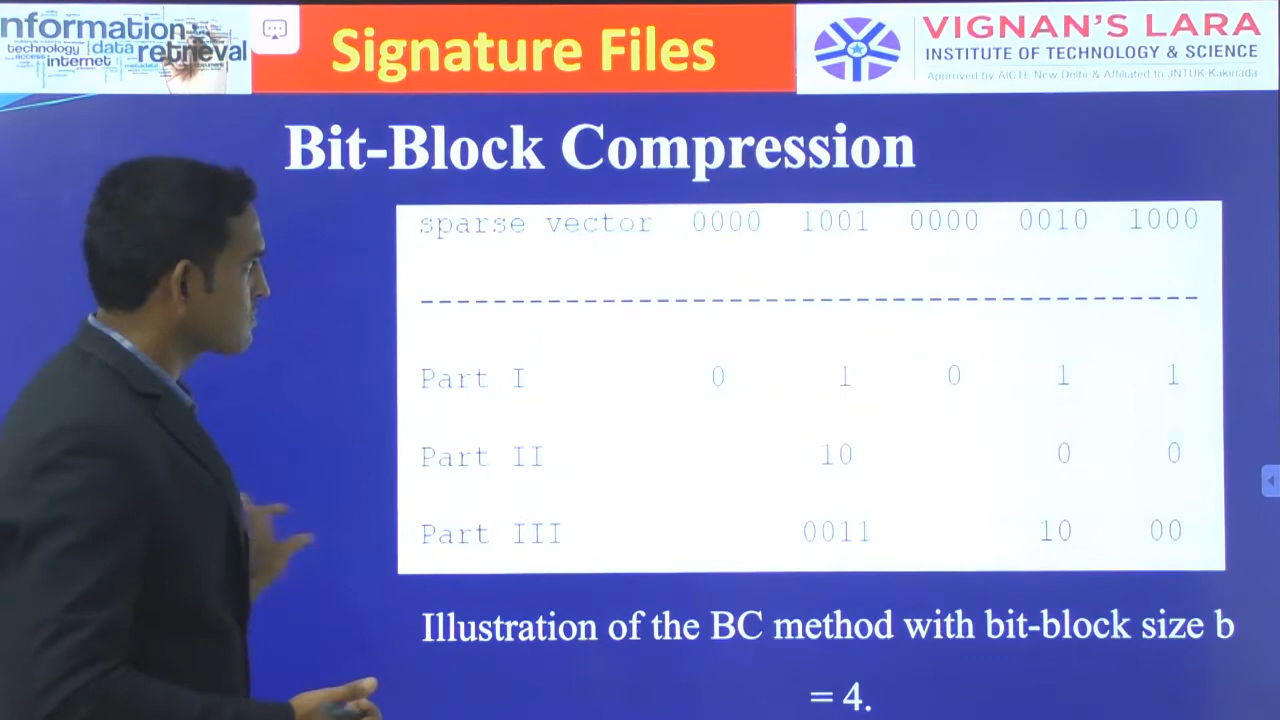 nformation
technology data retrieval
access internet
Signature Files
VIGNAN'S LARA
INSTITUTE OF TECHNOLOGY & SCIENCE
Approved by AICTE New Delhi & Affiliated to JNTUK Kakinada
Bit-Block Compression
sparse vector 0000 1001 0000 0010 1000
------------------------------------------
Part I 0 1 0 1 1
Part II 10 0 0
Part III 0011 10 00
Illustration of the BC method with bit-block size b
= 4.